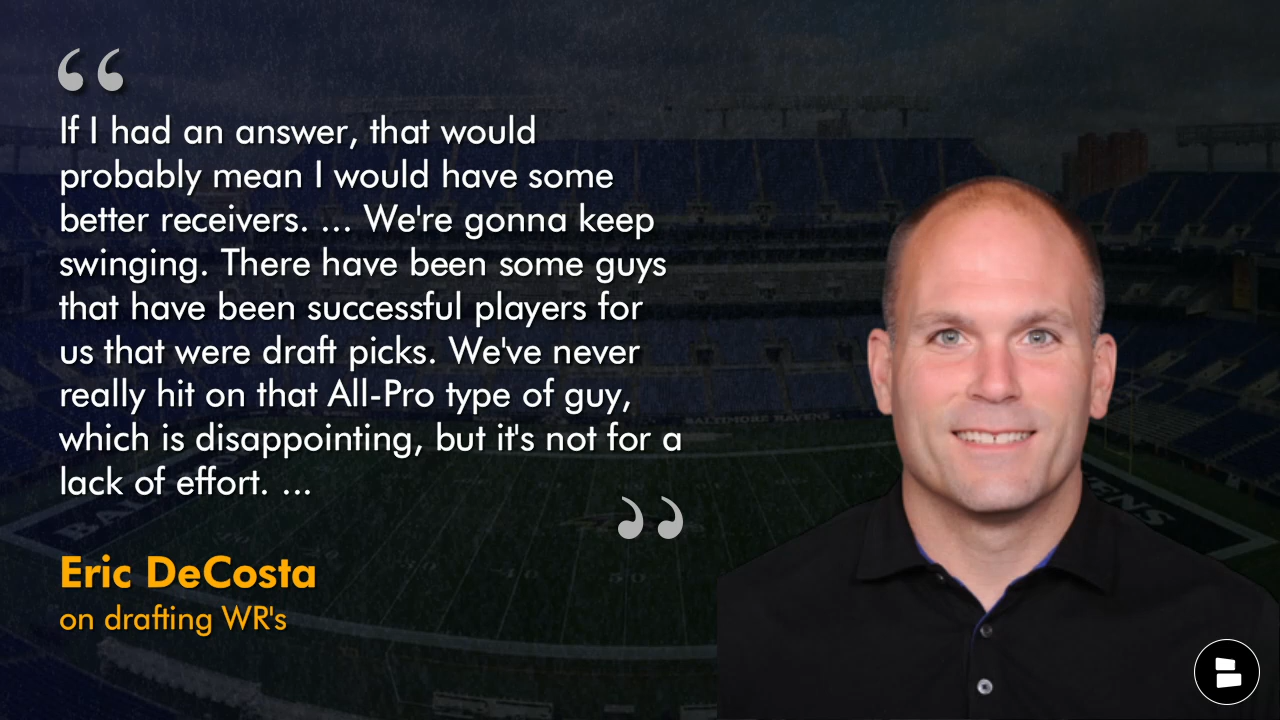 “
If I had an answer, that would
probably mean I would have some
better receivers. ... We're gonna keep
swinging. There have been some guys
that have been successful players for
us that were draft picks. We've never
really hit on that All-Pro type of guy,
which is disappointing, but it's not for a
lack of effort. ...
”
Eric DeCosta
on drafting WR's
BALTIMORE RAVENS